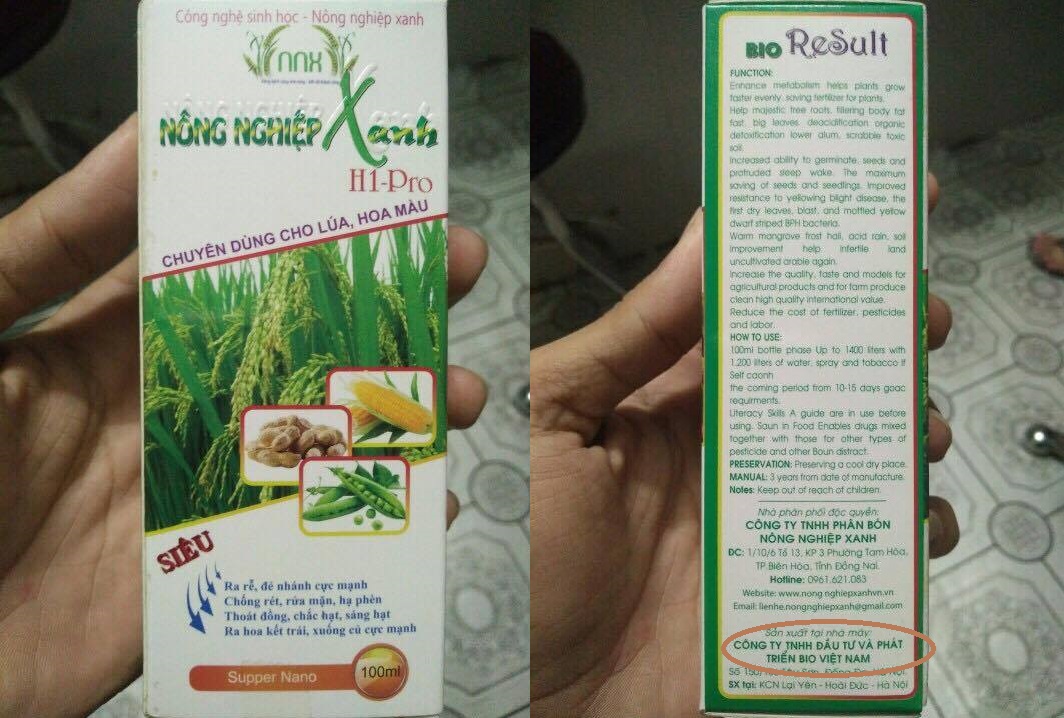 Công nghệ sinh học - Nông nghiệp xanh
NNX
NÔNG NGHIỆP Xanh
H1-Pro
CHUYÊN DÙNG CHO LÚA, HOA MÀU
SIÊU
Ra rễ, đẻ nhánh cực mạnh
Chống rét, rửa mặn, hạ phèn
Thoát đồng, chắc hạt, sáng hạt
Ra hoa kết trái, xuống củ cực mạnh
Supper Nano
100ml
BIO ReSult
FUNCTION:
Enhance metabolism helps plants grow
faster evenly, saving fertilizer for plants.
Help majestic tree roots, tillering body fat
fast, big leaves, deacidification organic
detoxification lower alum, scrabble toxic
soil.
Increased ability to germinate, seeds and
protruded sleep wake. The maximum
saving of seeds and seedlings. Improved
resistance to yellowing blight disease, the
first dry leaves, blast, and mottled yellow
dwarf striped BPH bacteria.
Warm mangrove frost hail, acid rain, soil
improvement help infertile land
uncultivated arable again.
Increase the quality, taste and models for
agricultural products and for farm produce
clean high quality international value.
Reduce the cost of fertilizer, pesticides
and labor.
HOW TO USE:
100ml bottle phase Up to 1400 liters with
1,200 liters of water, spray and tobacco If
Self caonh
the coming period from 10-15 days goac
requirments.
Literacy Skills A guide are in use before
using. Saun in Food Enables drugs mixed
together with those for other types of
pesticide and other Boun distract.
PRESERVATION: Preserving a cool dry place.
MANUAL: 3 years from date of manufacture.
Notes: Keep out of reach of children.
Nhà phân phối độc quyền:
CÔNG TY TNHH PHÂN BÓN
NÔNG NGHIỆP XANH
ĐC: 1/10/6 Tổ 13, KP 3 Phường Tam Hòa,
TP.Biên Hòa, Tỉnh Đồng Nai.
Hotline: 0961.621.083
Website: www.nong nghiepxanhvn.vn
Email: lienhe.nongnghiepxanh@gmail.com
Sản xuất tại nhà máy:
CÔNG TY TNHH ĐẦU TƯ VÀ PHÁT
TRIỂN BIO VIỆT NAM
Số Nội.
SX tại: KCN Lại Yên - Hoài Đức - Hà Nội